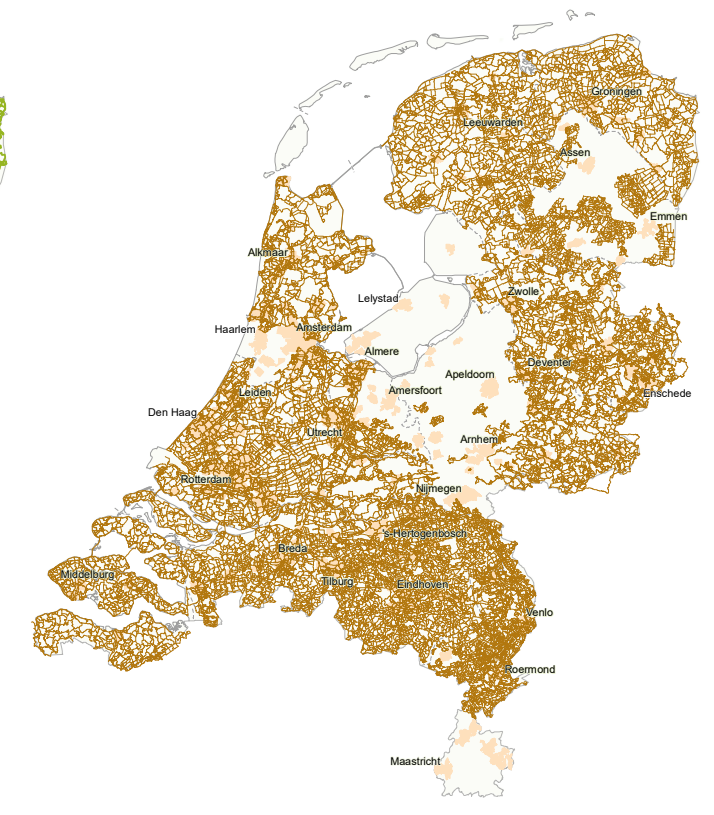 Groningen
Leeuwarden
Assen
Emmen
Alkmaar
Zwolle
Lelystad
Haarlem
Amsterdam
Almere
Deventer
Apeldoorn
Amersfoort
Enschede
Leiden
Den Haag
Utrecht
Arnhem
Rotterdam
Nijmegen
's-Hertogenbosch
Breda
Middelburg
Tilburg
Eindhoven
Venlo
Roermond
Maastricht